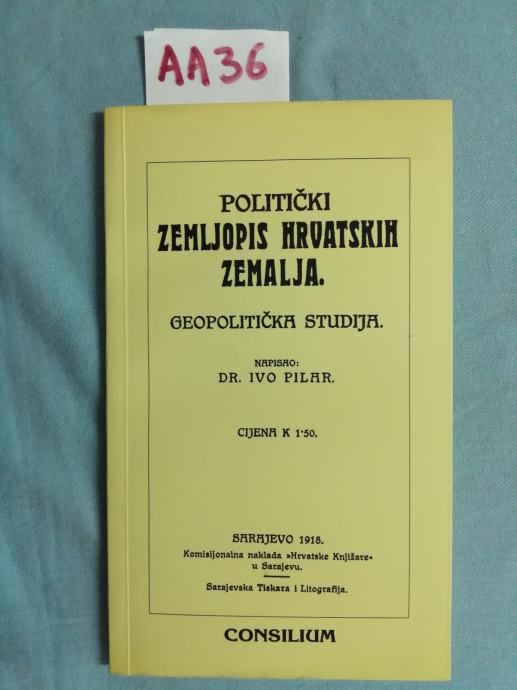 AA36
POLITIČKI
ZEMLJOPIS HRVATSKIH
ZEMALJA.
GEOPOLITIČKA STUDIJA.
NAPISAO:
DR. IVO PILAR.
CIJENA K 1·50.
SARAJEVO 1918.
Komisijonalna naklada »Hrvatske Knjižare«
u Sarajevu.
Sarajevska Tiskara i Litografija.
CONSILIUM